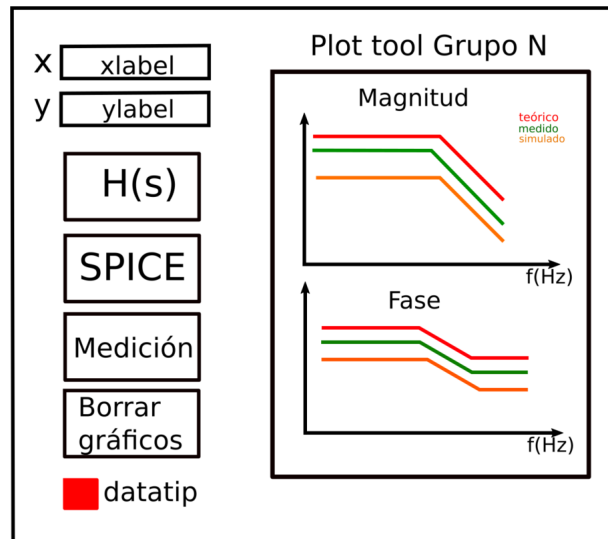 x xlabel
y ylabel
H(s)
SPICE
Medición
Borrar
gráficos
datatip
Plot tool Grupo N
Magnitud
teórico
medido
simulado
f(Hz)
Fase
f(Hz)